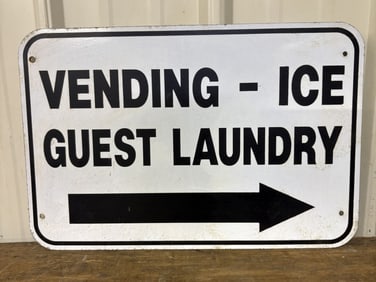 VENDING - ICE
GUEST LAUNDRY